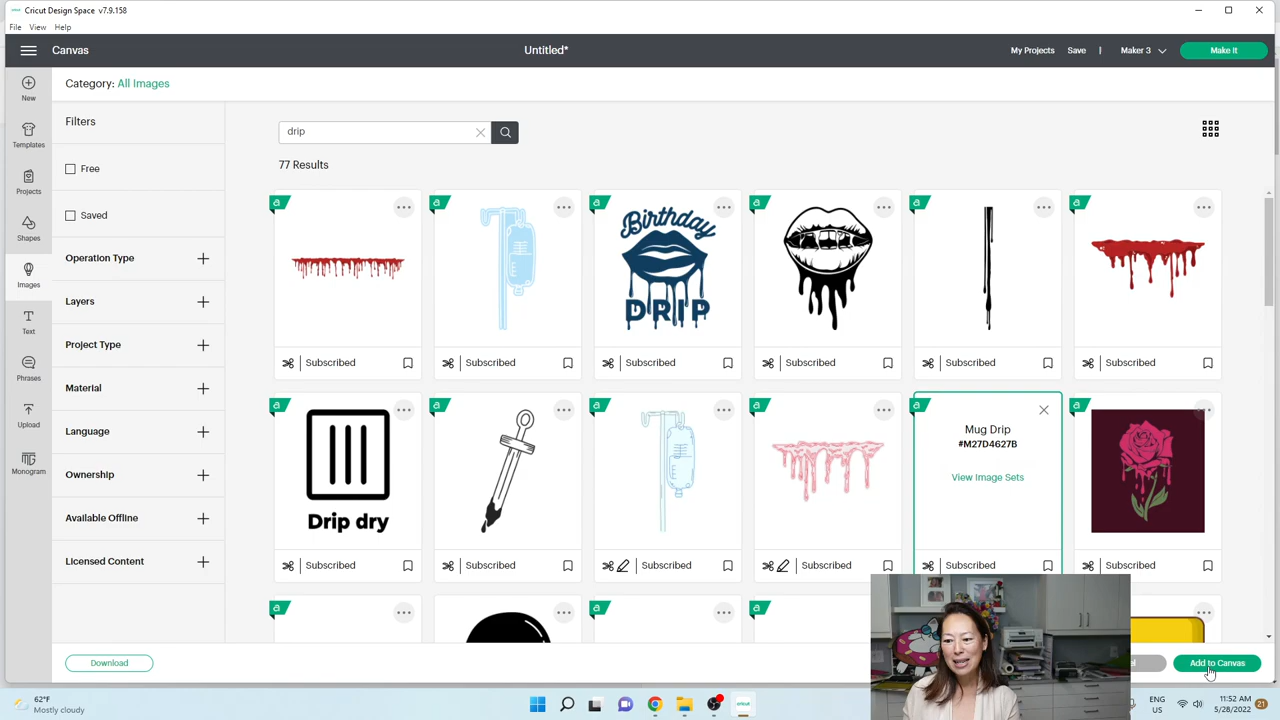 Cricut Design Space v7.9.158
File View Help
Canvas
Untitled*
My Projects Save | Maker 3 Make It
New
Templates
Projects
Shapes
Images
Text
Phrases
Upload
Monogram
Category: All Images
Filters
Free
Saved
Operation Type
Layers
Project Type
Material
Language
Ownership
Available Offline
Licensed Content
Download
drip
77 Results
a a a a a a
Birthday
DRIP
Subscribed Subscribed Subscribed Subscribed Subscribed Subscribed
a a a a a a
Drip dry
Mug Drip
#M27D4627B
View Image Sets
Subscribed Subscribed Subscribed Subscribed Subscribed Subscribed
a a a a
Add to Canvas
62°F
Mostly cloudy
cricut
ENG
US
11:52 AM
5/28/2022
21